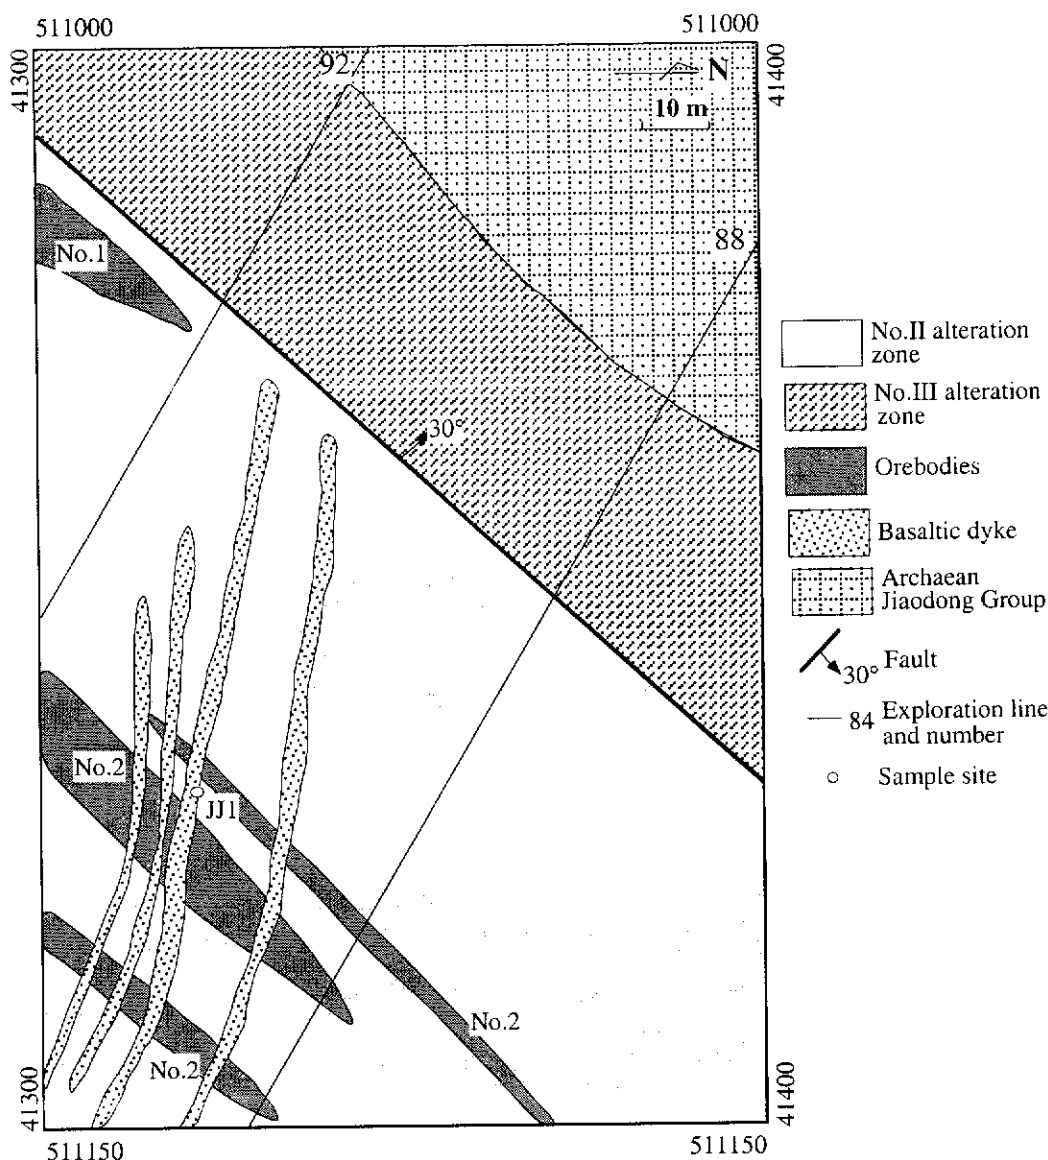 511000
511000
41300
41400
92
N
10 m
No.1
88
30°
No.II alteration
zone
No.III alteration
zone
Orebodies
Basaltic dyke
Archaean
Jiaodong Group
30° Fault
84 Exploration line
and number
Sample site
No.2
JJ1
No.2
No.2
41300
41400
511150
511150